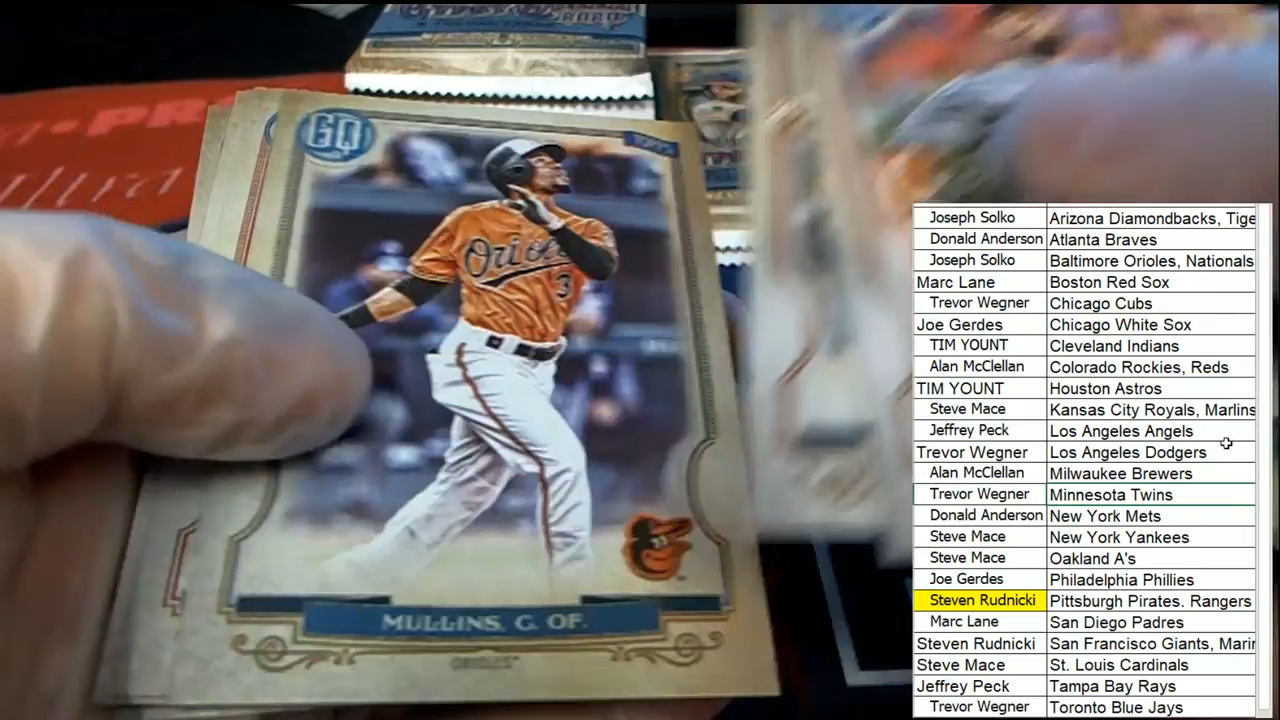 GQ
TOPPS
Orioles
3
MULLINS, C. OF.
ORIOLES
Joseph Solko Arizona Diamondbacks, Tige
Donald Anderson Atlanta Braves
Joseph Solko Baltimore Orioles, Nationals
Marc Lane Boston Red Sox
Trevor Wegner Chicago Cubs
Joe Gerdes Chicago White Sox
TIM YOUNT Cleveland Indians
Alan McClellan Colorado Rockies, Reds
TIM YOUNT Houston Astros
Steve Mace Kansas City Royals, Marlins
Jeffrey Peck Los Angeles Angels
Trevor Wegner Los Angeles Dodgers
Alan McClellan Milwaukee Brewers
Trevor Wegner Minnesota Twins
Donald Anderson New York Mets
Steve Mace New York Yankees
Steve Mace Oakland A's
Joe Gerdes Philadelphia Phillies
Steven Rudnicki Pittsburgh Pirates. Rangers
Marc Lane San Diego Padres
Steven Rudnicki San Francisco Giants, Marin
Steve Mace St. Louis Cardinals
Jeffrey Peck Tampa Bay Rays
Trevor Wegner Toronto Blue Jays